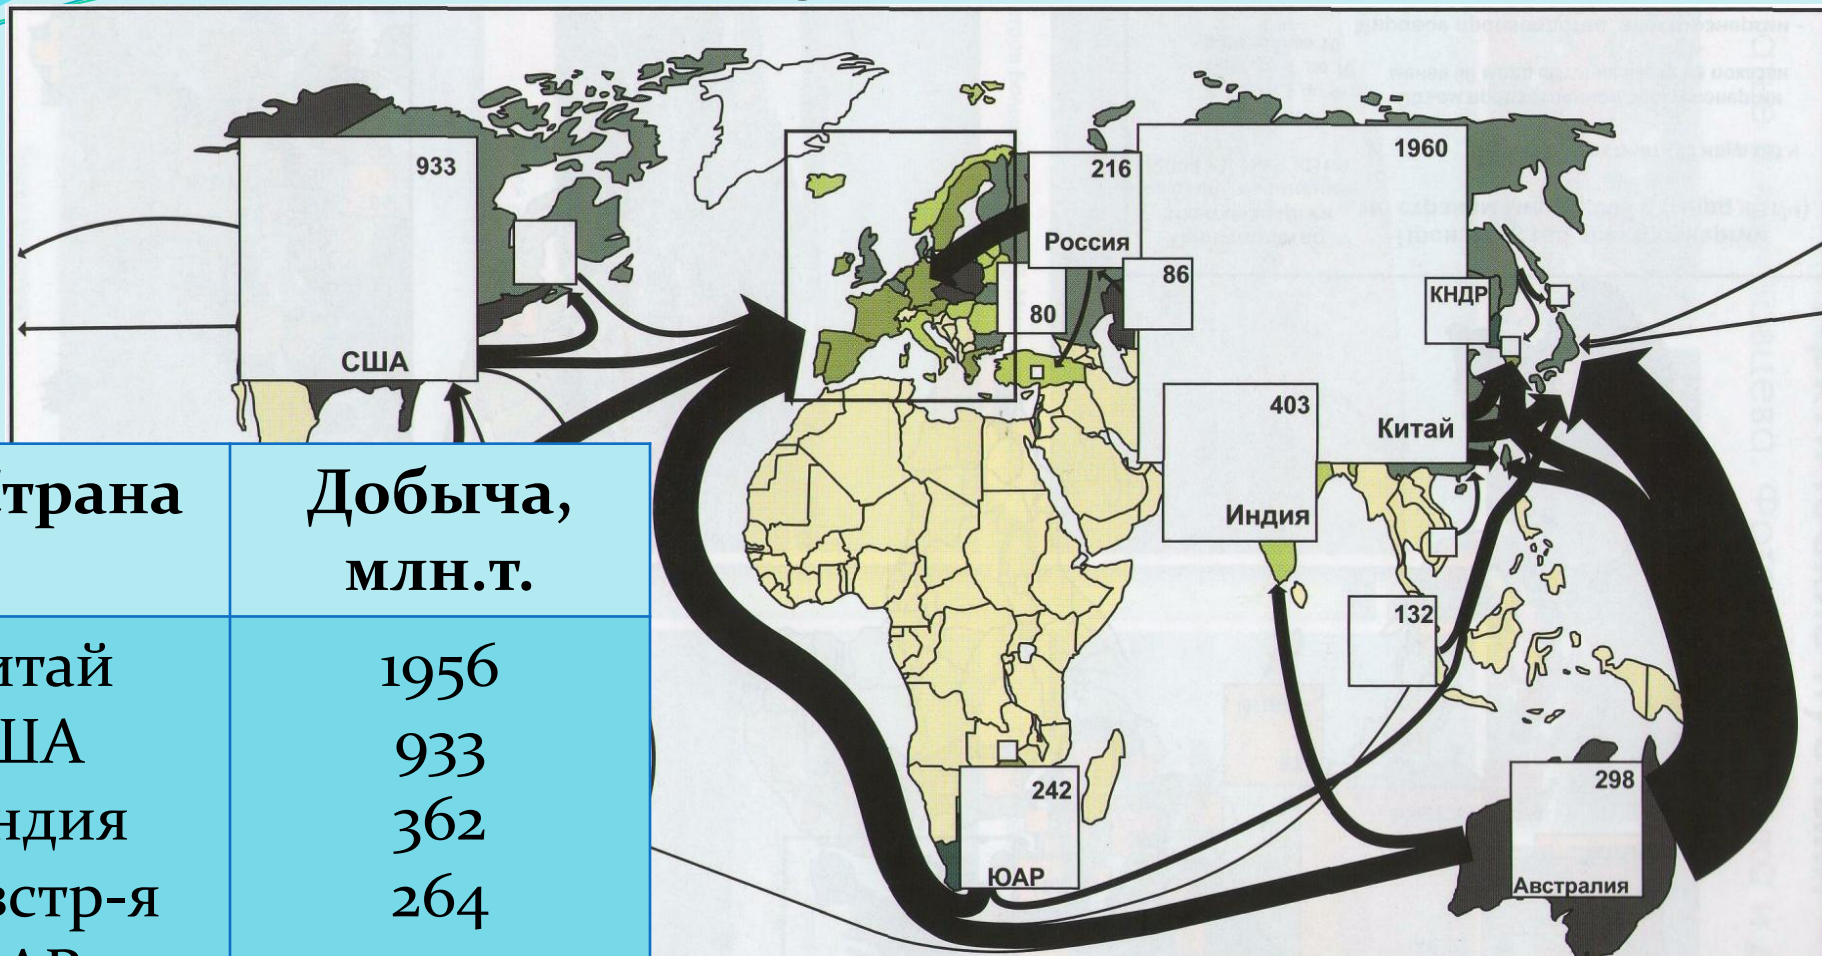 933
США
216
Россия
1960
Китай
86
80
КНДР
403
Индия
132
242
ЮАР
298
Австралия
трана
Добыча,
млн.т.
итай
1956
ША
933
ндия
362
встр-я
264